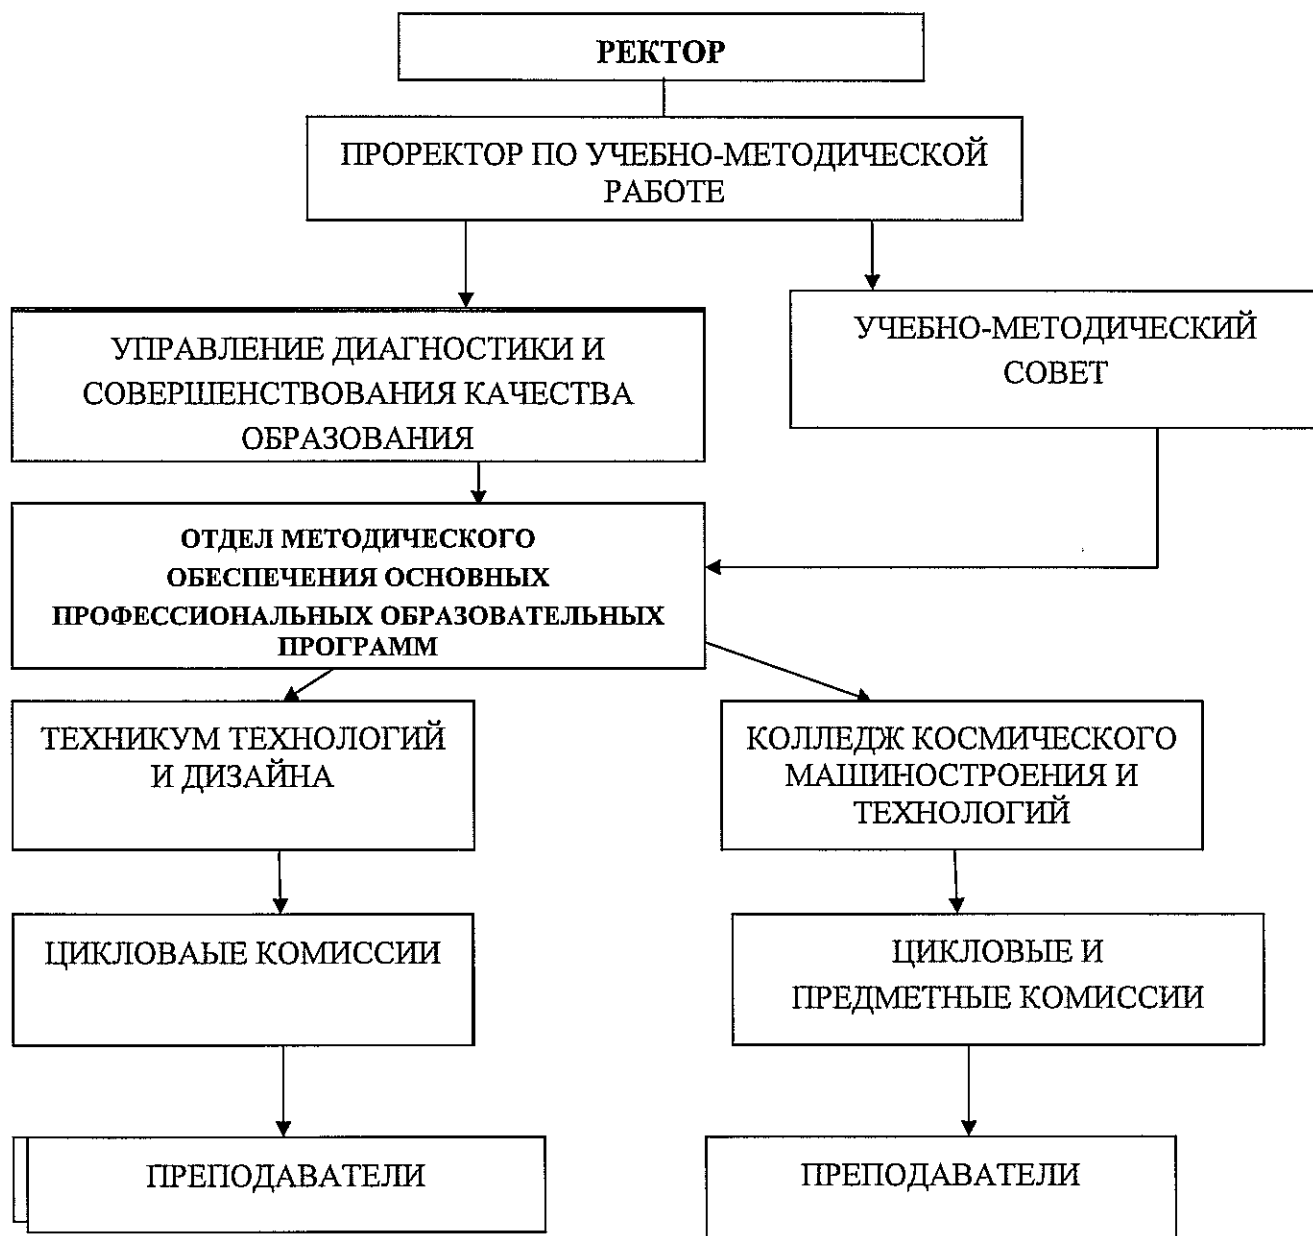 РЕКТОР
ПРОРЕКТОР ПО УЧЕБНО-МЕТОДИЧЕСКОЙ
РАБОТЕ
УПРАВЛЕНИЕ ДИАГНОСТИКИ И
СОВЕРШЕНСТВОВАНИЯ КАЧЕСТВА
ОБРАЗОВАНИЯ
УЧЕБНО-МЕТОДИЧЕСКИЙ
СОВЕТ
ОТДЕЛ МЕТОДИЧЕСКОГО
ОБЕСПЕЧЕНИЯ ОСНОВНЫХ
ПРОФЕССИОНАЛЬНЫХ ОБРАЗОВАТЕЛЬНЫХ
ПРОГРАММ
ТЕХНИКУМ ТЕХНОЛОГИЙ
И ДИЗАЙНА
КОЛЛЕДЖ КОСМИЧЕСКОГО
МАШИНОСТРОЕНИЯ И
ТЕХНОЛОГИЙ
ЦИКЛОВАЫЕ КОМИССИИ
ЦИКЛОВЫЕ И
ПРЕДМЕТНЫЕ КОМИССИИ
ПРЕПОДАВАТЕЛИ
ПРЕПОДАВАТЕЛИ